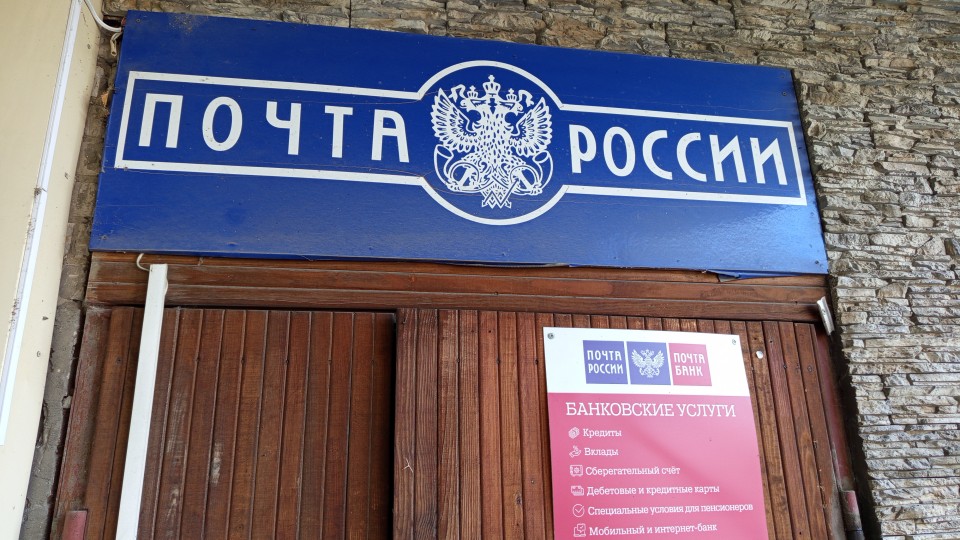 ПОЧТА РОССИИ
ПОЧТА РОССИИ
ПОЧТА БАНК
БАНКОВСКИЕ УСЛУГИ
Кредиты
Вклады
Сберегательный счёт
Дебетовые и кредитные карты
Специальные условия для пенсионеров
Мобильный и интернет-банк